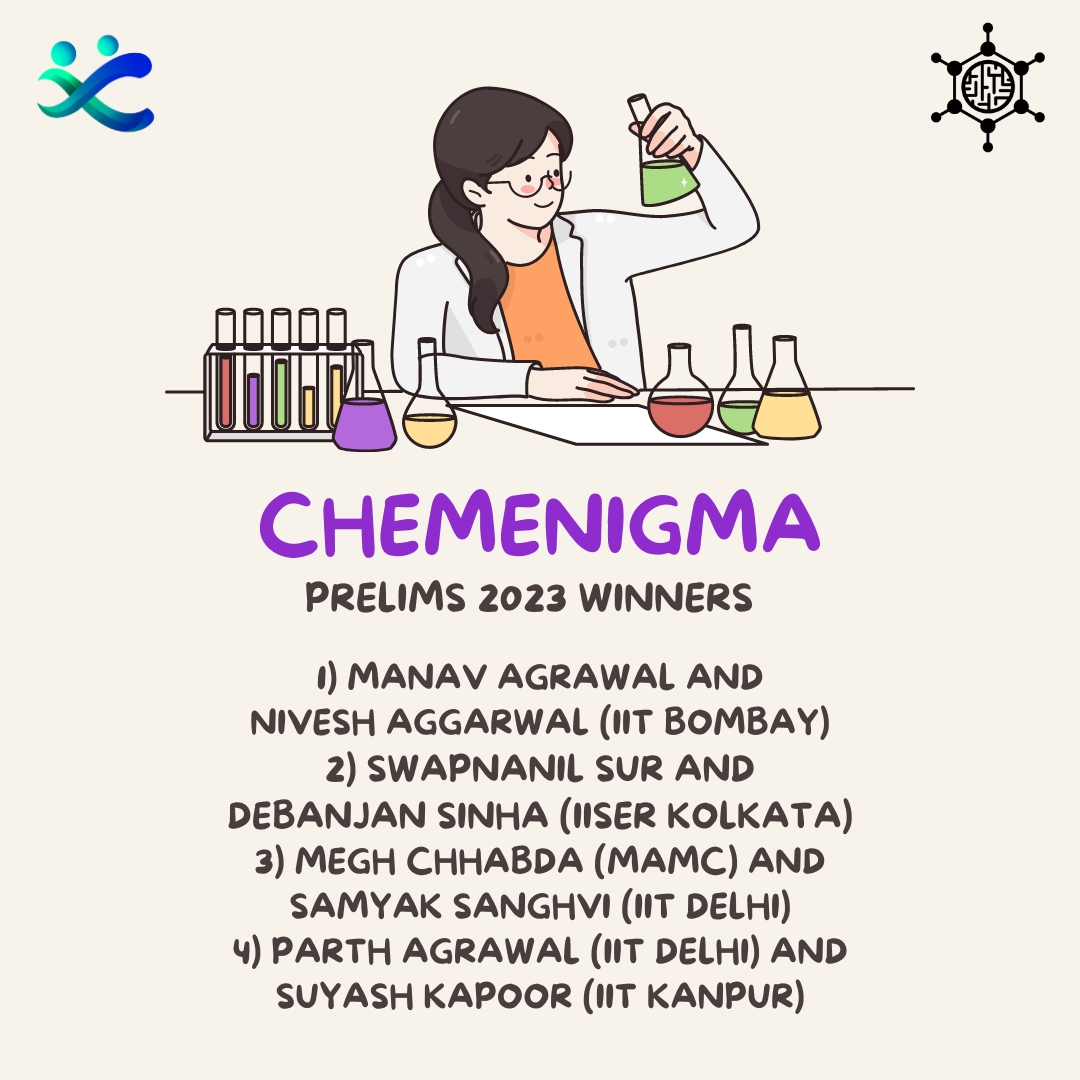 CHEMENIGMA
PRELIMS 2023 WINNERS
1) MANAV AGRAWAL AND
NIVESH AGGARWAL (IIT BOMBAY)
2) SWAPNANIL SUR AND
DEBANJAN SINHA (IISER KOLKATA)
3) MEGH CHHABDA (MAMC) AND
SAMYAK SANGHVI (IIT DELHI)
4) PARTH AGRAWAL (IIT DELHI) AND
SUYASH KAPOOR (IIT KANPUR)